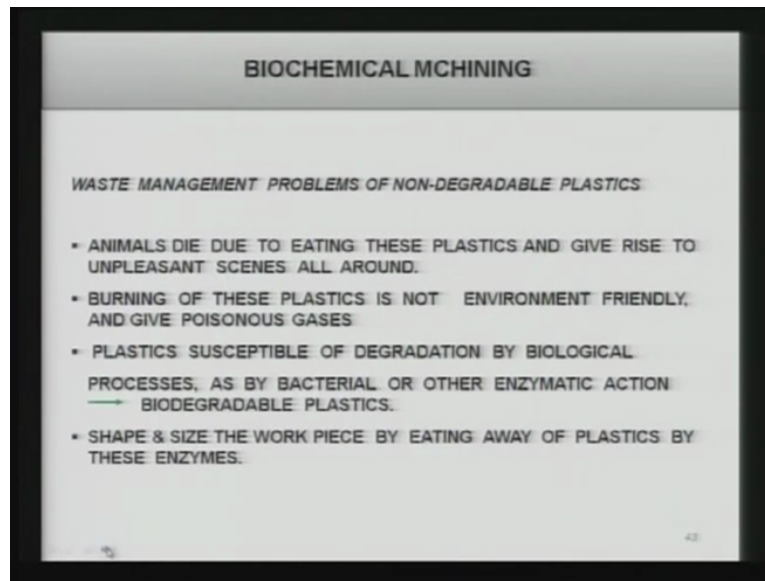 BIOCHEMICAL MCHINING
WASTE MANAGEMENT PROBLEMS OF NON-DEGRADABLE PLASTICS
▪ ANIMALS DIE DUE TO EATING THESE PLASTICS AND GIVE RISE TO
UNPLEASANT SCENES ALL AROUND.
▪ BURNING OF THESE PLASTICS IS NOT ENVIRONMENT FRIENDLY,
AND GIVE POISONOUS GASES
▪ PLASTICS SUSCEPTIBLE OF DEGRADATION BY BIOLOGICAL
PROCESSES, AS BY BACTERIAL OR OTHER ENZYMATIC ACTION
→ BIODEGRADABLE PLASTICS.
▪ SHAPE & SIZE THE WORK PIECE BY EATING AWAY OF PLASTICS BY
THESE ENZYMES.